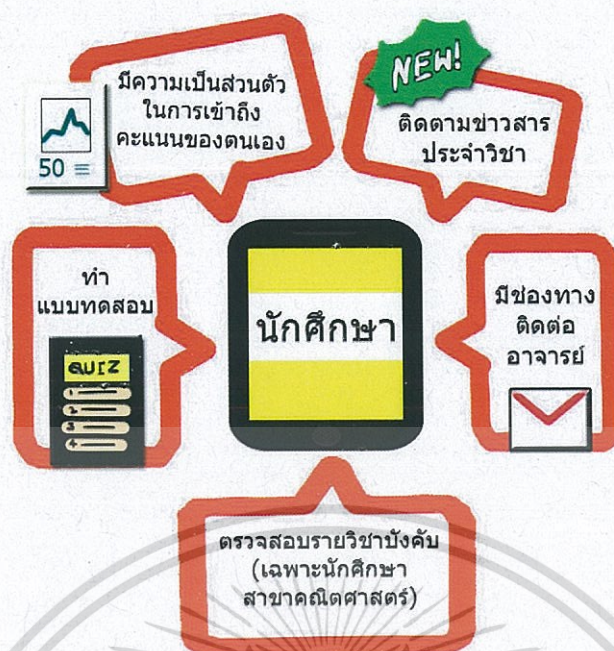 มีความเป็นส่วนตัว
ในการเข้าถึง
คะแนนของตนเอง
50
NEW!
ติดตามข่าวสาร
ประจำวิชา
ทำ
แบบทดสอบ
QUIZ
นักศึกษา
มีช่องทาง
ติดต่อ
อาจารย์
ตรวจสอบรายวิชาบังคับ
(เฉพาะนักศึกษา
สาขาคณิตศาสตร์)